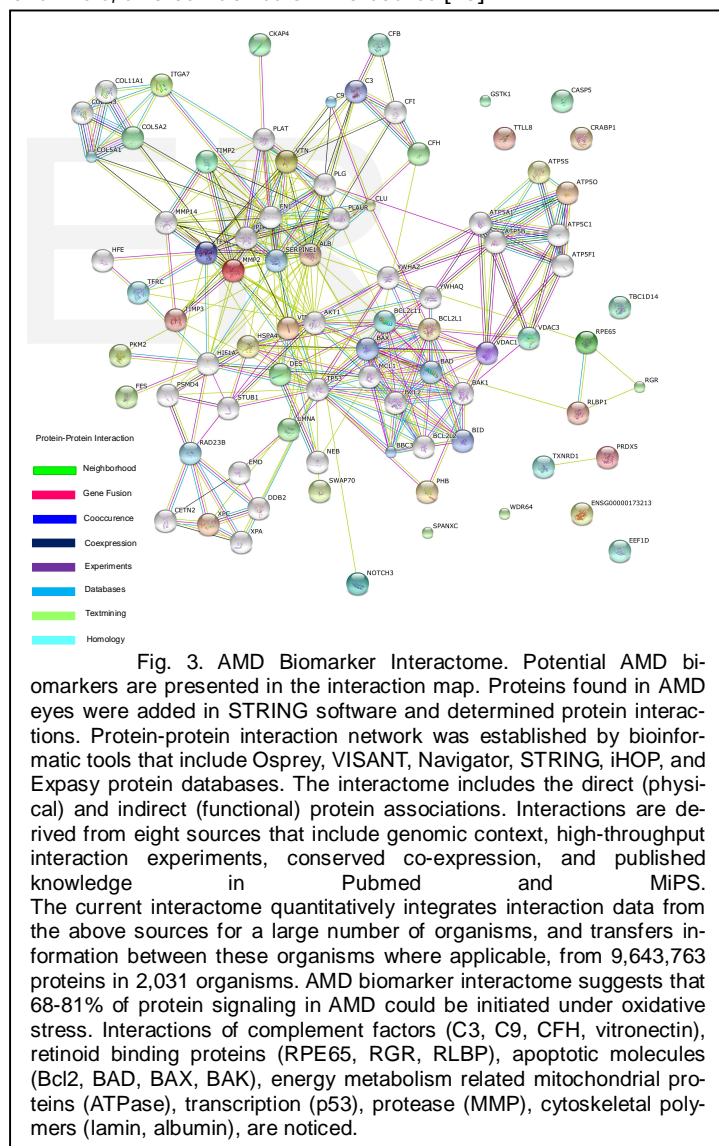 CKAP4
CFB
COL11A1
ITGA7
C9
C3
CFI
GSTK1
CASP5
COL5A2
PLAT
TTLL8
CRABP1
COL5A1
TIMP2
VTN
CFH
PLG
ATP5S
ATP5O
CLU
MMP14
FN1
PLAUR
ATP5A1
ATP5B
ATP5C1
HFE
SERPINE1
ALB
MMP2
ATP5F1
YWHAZ
TFRC
YWHAQ
TBC1D14
TIMP3
AKT1
BCL2L11
BCL2L1
VDAC3
RPE65
HSPA4
BAX
VDAC1
PKM2
HIF1A
MCL1
BAD
RGR
FES
DES
TP53
BAK1
PSMD4
STUB1
RLBP1
LMNA
BCL2L2
BID
Protein-Protein Interaction
RAD23B
BBC3
NEB
EMD
TXNRD1
PRDX5
Neighborhood
SWAP70
PHB
DDB2
Gene Fusion
CETN2
XPC
WDR64
ENSG00000173213
Cooccurence
XPA
SPANXC
EEF1D
Coexpression
NOTCH3
Experiments
Databases
Textmining
Homology
Fig. 3. AMD Biomarker Interactome. Potential AMD bi-
omarkers are presented in the interaction map. Proteins found in AMD
eyes were added in STRING software and determined protein interac-
tions. Protein-protein interaction network was established by bioinfor-
matic tools that include Osprey, VISANT, Navigator, STRING, iHOP, and
Expasy protein databases. The interactome includes the direct (physi-
cal) and indirect (functional) protein associations. Interactions are de-
rived from eight sources that include genomic context, high-throughput
interaction experiments, conserved co-expression, and published
knowledge in Pubmed and MiPS.
The current interactome quantitatively integrates interaction data from
the above sources for a large number of organisms, and transfers in-
formation between these organisms where applicable, from 9,643,763
proteins in 2,031 organisms. AMD biomarker interactome suggests that
68-81% of protein signaling in AMD could be initiated under oxidative
stress. Interactions of complement factors (C3, C9, CFH, vitronectin),
retinoid binding proteins (RPE65, RGR, RLBP), apoptotic molecules
(Bcl2, BAD, BAX, BAK), energy metabolism related mitochondrial pro-
teins (ATPase), transcription (p53), protease (MMP), cytoskeletal poly-
mers (lamin, albumin), are noticed.